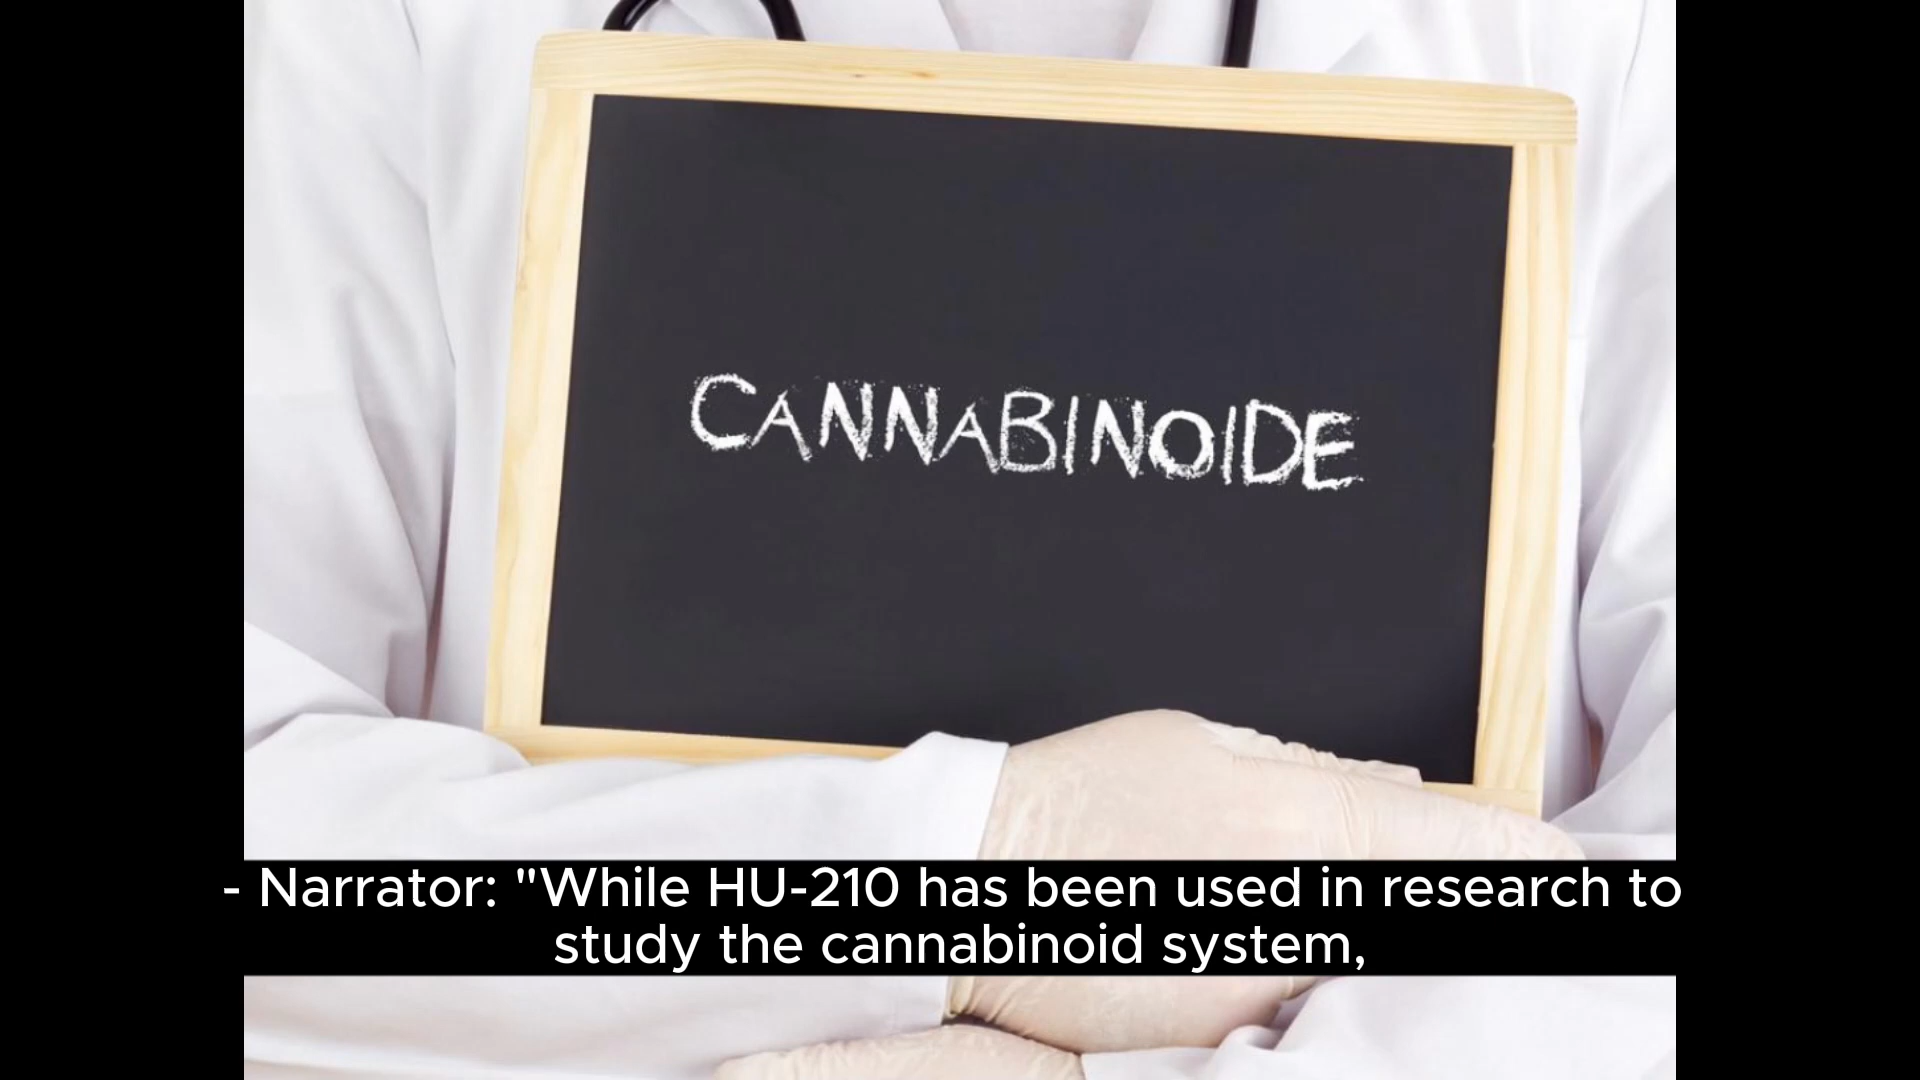 CANNABINOIDE
- Narrator: "While HU-210 has been used in research to
study the cannabinoid system,